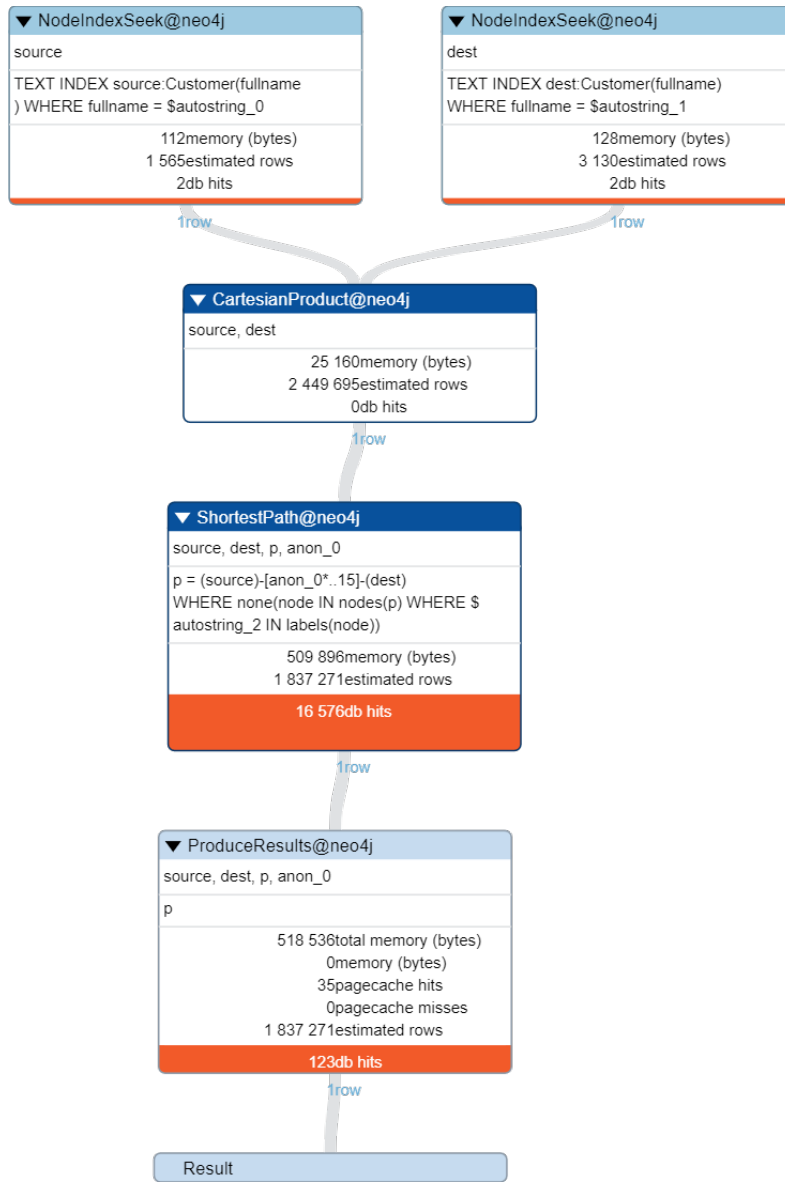 NodeIndexSeek@neo4j
source
TEXT INDEX source:Customer(fullname
) WHERE fullname = $autostring_0
112memory (bytes)
1 565estimated rows
2db hits
1row
NodeIndexSeek@neo4j
dest
TEXT INDEX dest:Customer(fullname)
WHERE fullname = $autostring_1
128memory (bytes)
3 130estimated rows
2db hits
1row
CartesianProduct@neo4j
source, dest
25 160memory (bytes)
2 449 695estimated rows
0db hits
1row
ShortestPath@neo4j
source, dest, p, anon_0
p = (source)-[anon_0*..15]-(dest)
WHERE none(node IN nodes(p) WHERE $
autostring_2 IN labels(node))
509 896memory (bytes)
1 837 271estimated rows
16 576db hits
1row
ProduceResults@neo4j
source, dest, p, anon_0
p
518 536total memory (bytes)
0memory (bytes)
35pagecache hits
0pagecache misses
1 837 271estimated rows
123db hits
1row
Result